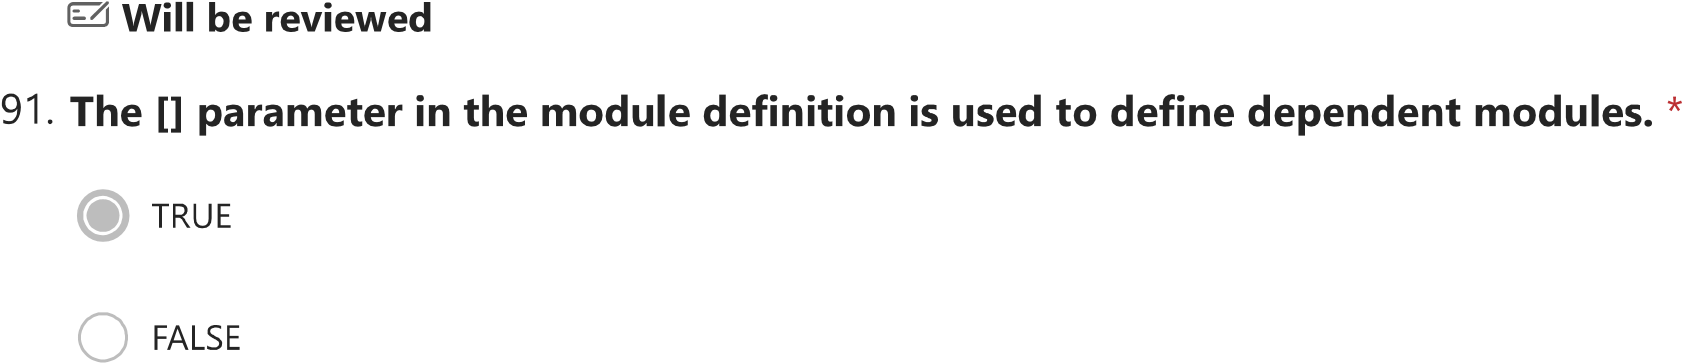 Will be reviewed
91. The [] parameter in the module definition is used to define dependent modules. *
TRUE
FALSE